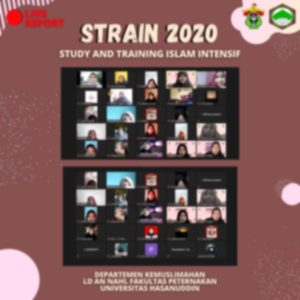 LIVE
REPORT
STRAIN 2020
STUDY AND TRAINING ISLAM INTENSIF
DEPARTEMEN KEMUSLIMAHAN
LD AN NAHL FAKULTAS PETERNAKAN
UNIVERSITAS HASANUDDIN